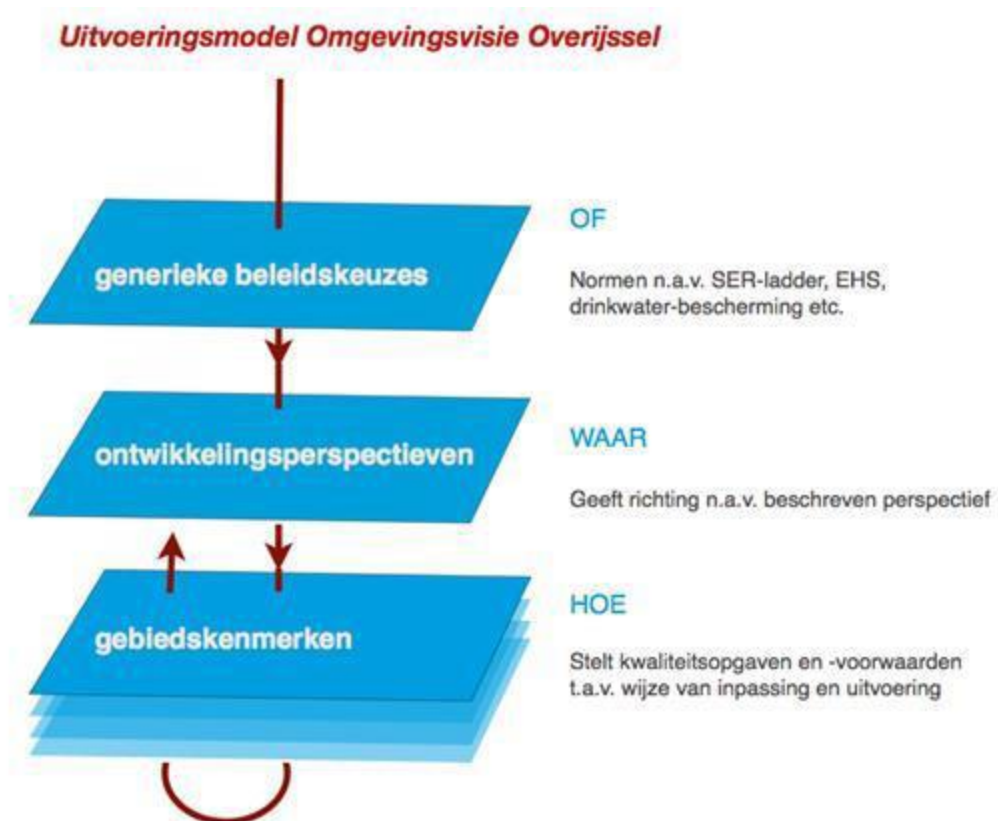 Uitvoeringsmodel Omgevingsvisie Overijssel
generieke beleidskeuzes
OF
Normen n.a.v. SER-ladder, EHS,
drinkwater-bescherming etc.
ontwikkelingsperspectieven
WAAR
Geeft richting n.a.v. beschreven perspectief
gebiedskenmerken
HOE
Stelt kwaliteitsopgaven en -voorwaarden
t.a.v. wijze van inpassing en uitvoering